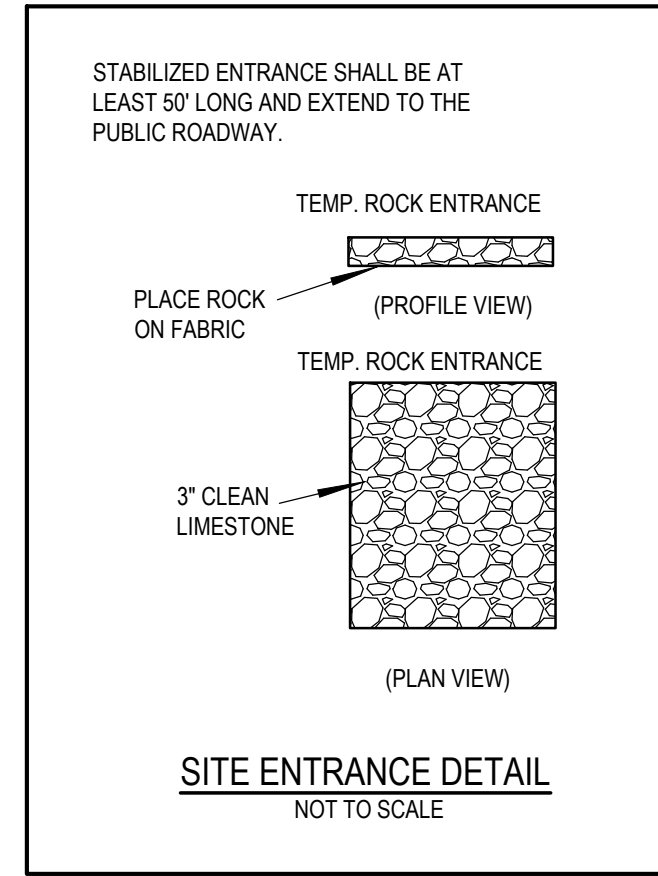 STABILIZED ENTRANCE SHALL BE AT
LEAST 50' LONG AND EXTEND TO THE
PUBLIC ROADWAY.
TEMP. ROCK ENTRANCE
PLACE ROCK
ON FABRIC
(PROFILE VIEW)
TEMP. ROCK ENTRANCE
3" CLEAN
LIMESTONE
(PLAN VIEW)
SITE ENTRANCE DETAIL
NOT TO SCALE